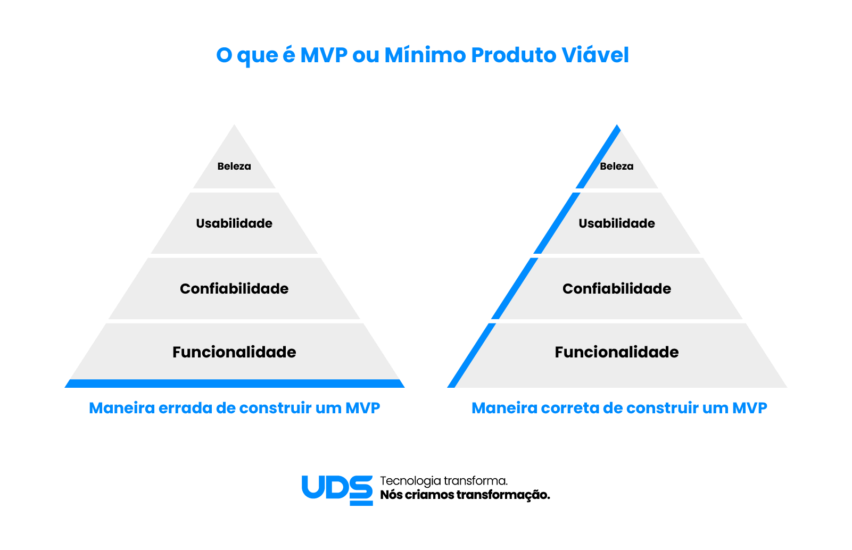 O que é MVP ou Mínimo Produto Viável
Beleza
Usabilidade
Confiabilidade
Funcionalidade
Maneira errada de construir um MVP
Beleza
Usabilidade
Confiabilidade
Funcionalidade
Maneira correta de construir um MVP
UDS
Tecnologia transforma.
Nós criamos transformação.